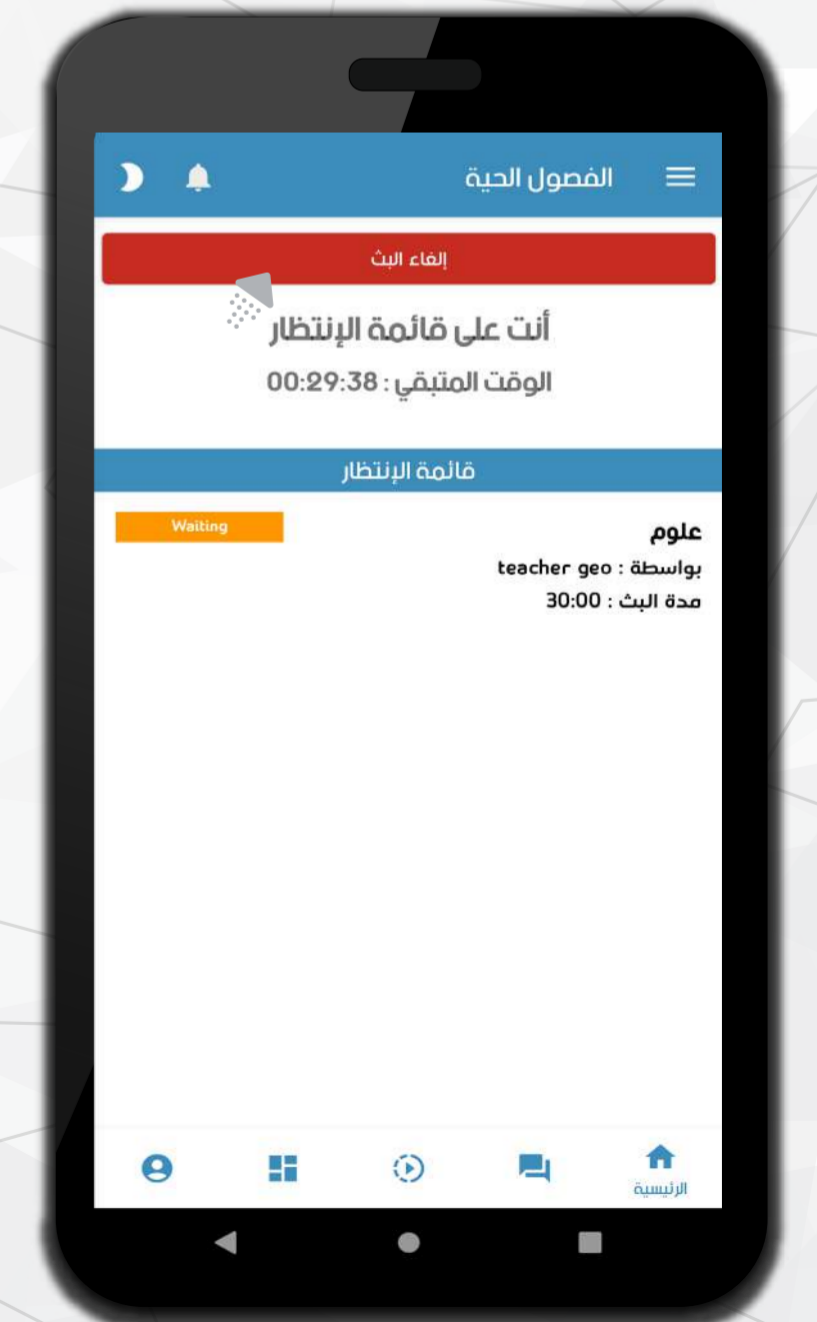 الفصول الحية
إلغاء البث
أنت على قائمة الإنتظار
الوقت المتبقي : 00:29:38
قائمة الإنتظار
علوم
Waiting
بواسطة : teacher geo
مدة البث : 30:00
الرئيسية